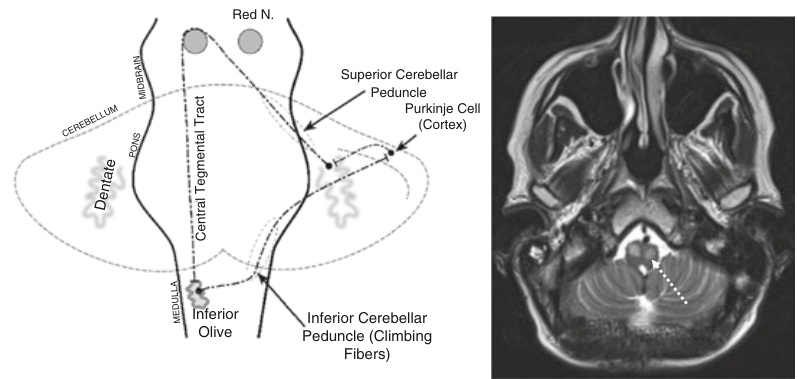 Red N.
MIDBRAIN
Superior Cerebellar
Peduncle
Purkinje Cell
(Cortex)
CEREBELLUM
PONS
Central Tegmental Tract
Dentate
MEDULLA
Inferior
Olive
Inferior Cerebellar
Peduncle (Climbing
Fibers)